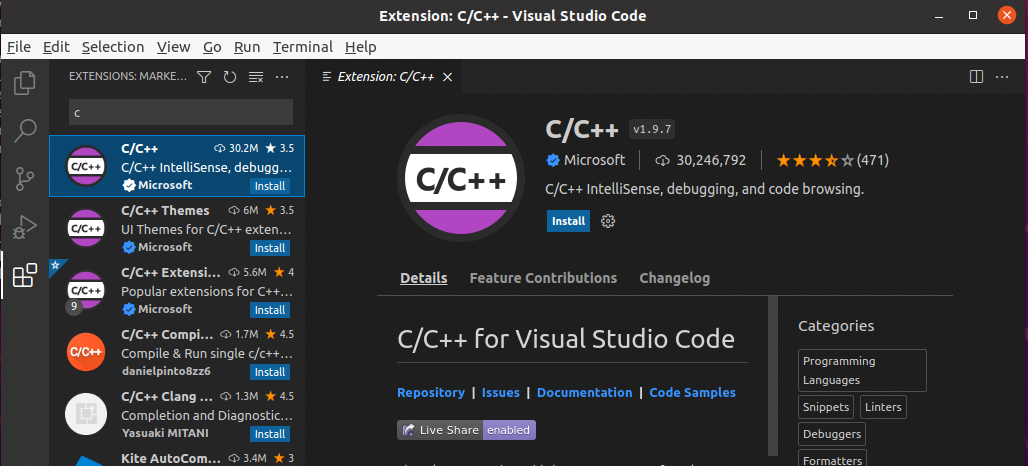 Extension: C/C++ - Visual Studio Code
File Edit Selection View Go Run Terminal Help
EXTENSIONS: MARKE...
Extension: C/C++
c
C/C++ 30.2M 3.5
C/C++ IntelliSense, debugg...
Microsoft Install
C/C++ Themes 6M 3.5
UI Themes for C/C++ exten...
Microsoft Install
C/C++ Extensi... 5.6M 4
Popular extensions for C++...
9
Microsoft Install
C/C++ Compi... 1.7M 4.5
Compile & Run single c/c++...
danielpinto8zz6 Install
C/C++ Clang ... 1.3M 4.5
Completion and Diagnostic...
Yasuaki MITANI Install
Kite AutoCom... 3.4M 3
C/C++
C/C++
C/C++
C/C++
C/C++
C/C++ v1.9.7
Microsoft | 30,246,792 | (471)
C/C++ IntelliSense, debugging, and code browsing.
Install
Details Feature Contributions Changelog
C/C++ for Visual Studio Code
Repository | Issues | Documentation | Code Samples
Live Share enabled
Categories
Programming
Languages
Snippets Linters
Debuggers
Formatters